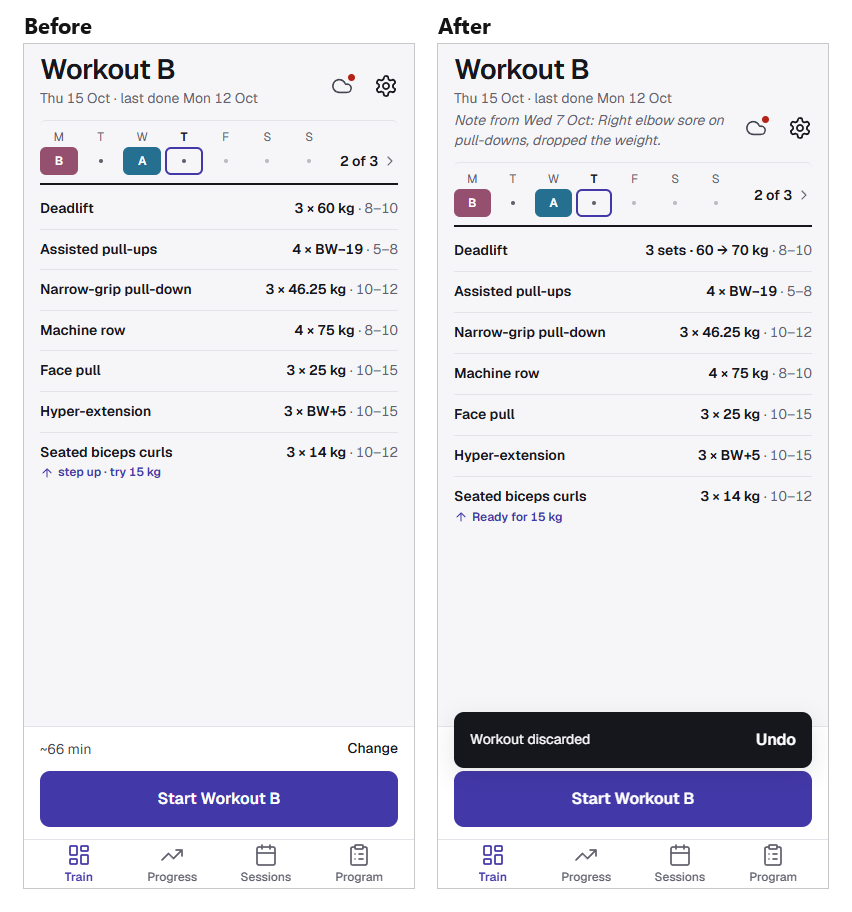 Before
Workout B
Thu 15 Oct · last done Mon 12 Oct
M T W T F S S
B A 2 of 3
Deadlift 3 × 60 kg · 8–10
Assisted pull-ups 4 × BW–19 · 5–8
Narrow-grip pull-down 3 × 46.25 kg · 10–12
Machine row 4 × 75 kg · 8–10
Face pull 3 × 25 kg · 10–15
Hyper-extension 3 × BW+5 · 10–15
Seated biceps curls 3 × 14 kg · 10–12
↑ step up · try 15 kg
~66 min Change
Start Workout B
Train Progress Sessions Program
After
Workout B
Thu 15 Oct · last done Mon 12 Oct
Note from Wed 7 Oct: Right elbow sore on
pull-downs, dropped the weight.
M T W T F S S
B A 2 of 3
Deadlift 3 sets · 60 → 70 kg · 8–10
Assisted pull-ups 4 × BW–19 · 5–8
Narrow-grip pull-down 3 × 46.25 kg · 10–12
Machine row 4 × 75 kg · 8–10
Face pull 3 × 25 kg · 10–15
Hyper-extension 3 × BW+5 · 10–15
Seated biceps curls 3 × 14 kg · 10–12
↑ Ready for 15 kg
Workout discarded Undo
Start Workout B
Train Progress Sessions Program